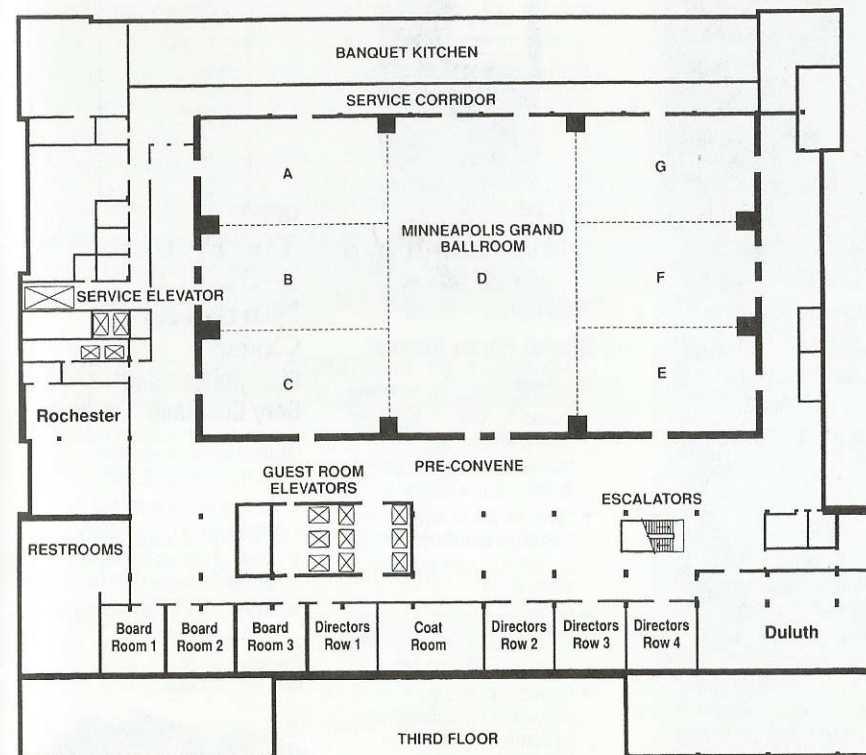 BANQUET KITCHEN
SERVICE CORRIDOR
A
G
MINNEAPOLIS GRAND
BALLROOM
B
D
F
SERVICE ELEVATOR
C
E
Rochester
GUEST ROOM
ELEVATORS
PRE-CONVENE
ESCALATORS
RESTROOMS
Board
Room 1
Board
Room 2
Board
Room 3
Directors
Row 1
Coat
Room
Directors
Row 2
Directors
Row 3
Directors
Row 4
Duluth
THIRD FLOOR